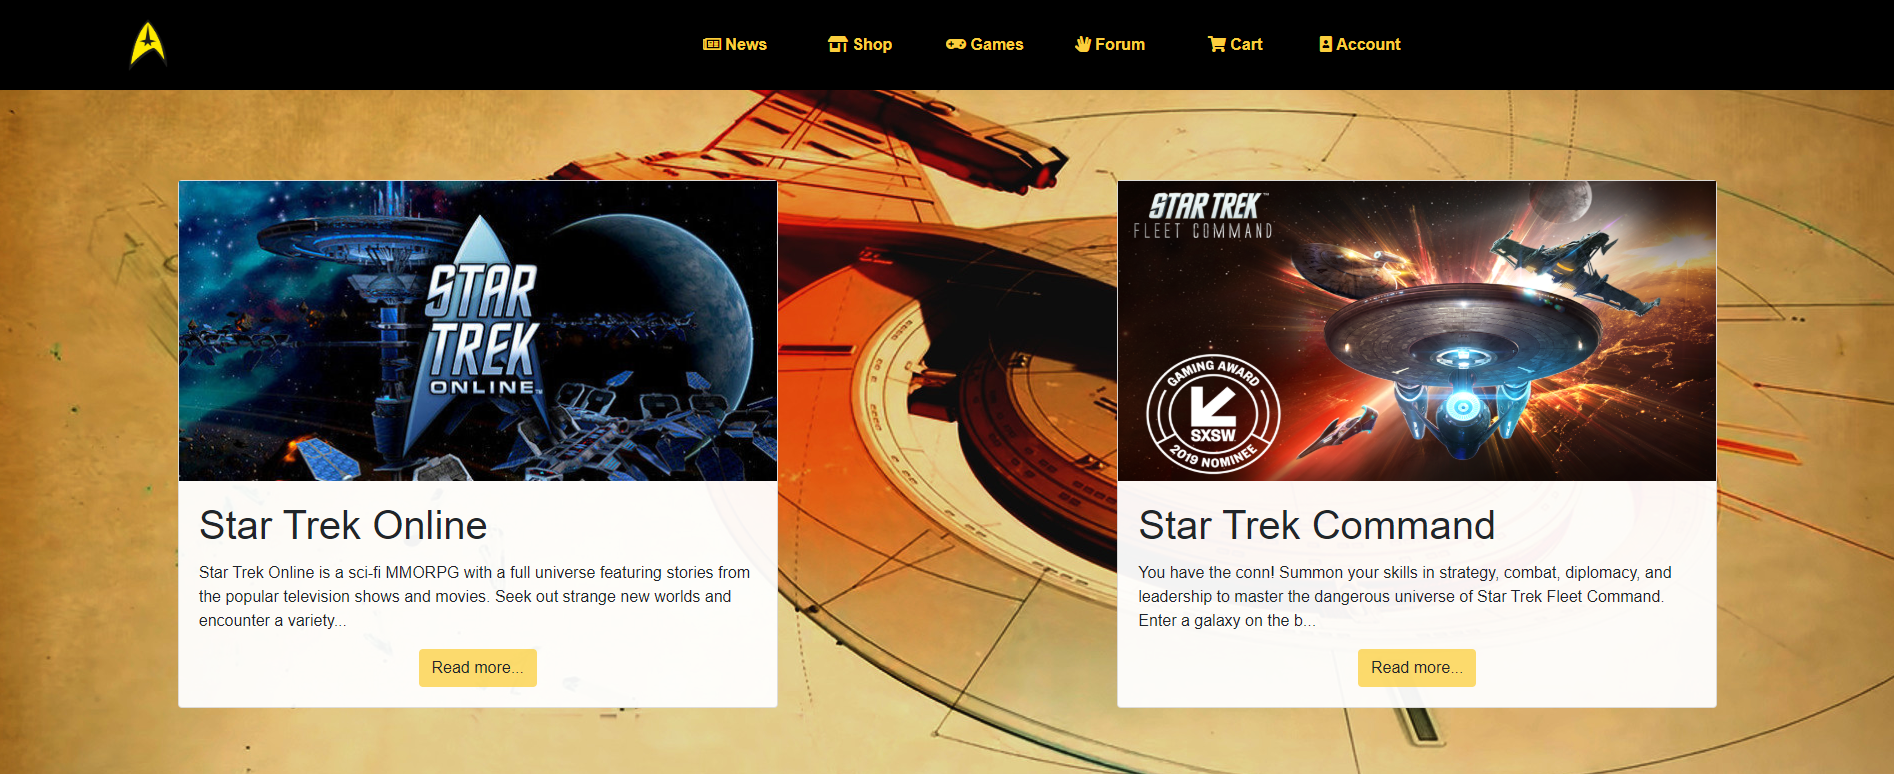 News Shop Games Forum Cart Account
STAR TREK ONLINE™
STAR TREK™
FLEET COMMAND
GAMING AWARD
SXSW
2019 NOMINEE
Star Trek Online
Star Trek Online is a sci-fi MMORPG with a full universe featuring stories from
the popular television shows and movies. Seek out strange new worlds and
encounter a variety...
Read more...
Star Trek Command
You have the conn! Summon your skills in strategy, combat, diplomacy, and
leadership to master the dangerous universe of Star Trek Fleet Command.
Enter a galaxy on the b...
Read more...